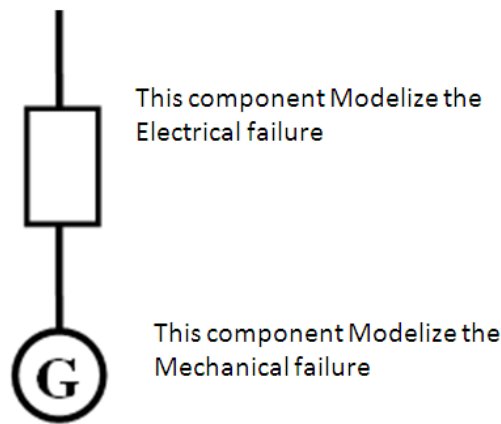 This component Modelize the
Electrical failure
This component Modelize the
Mechanical failure
G